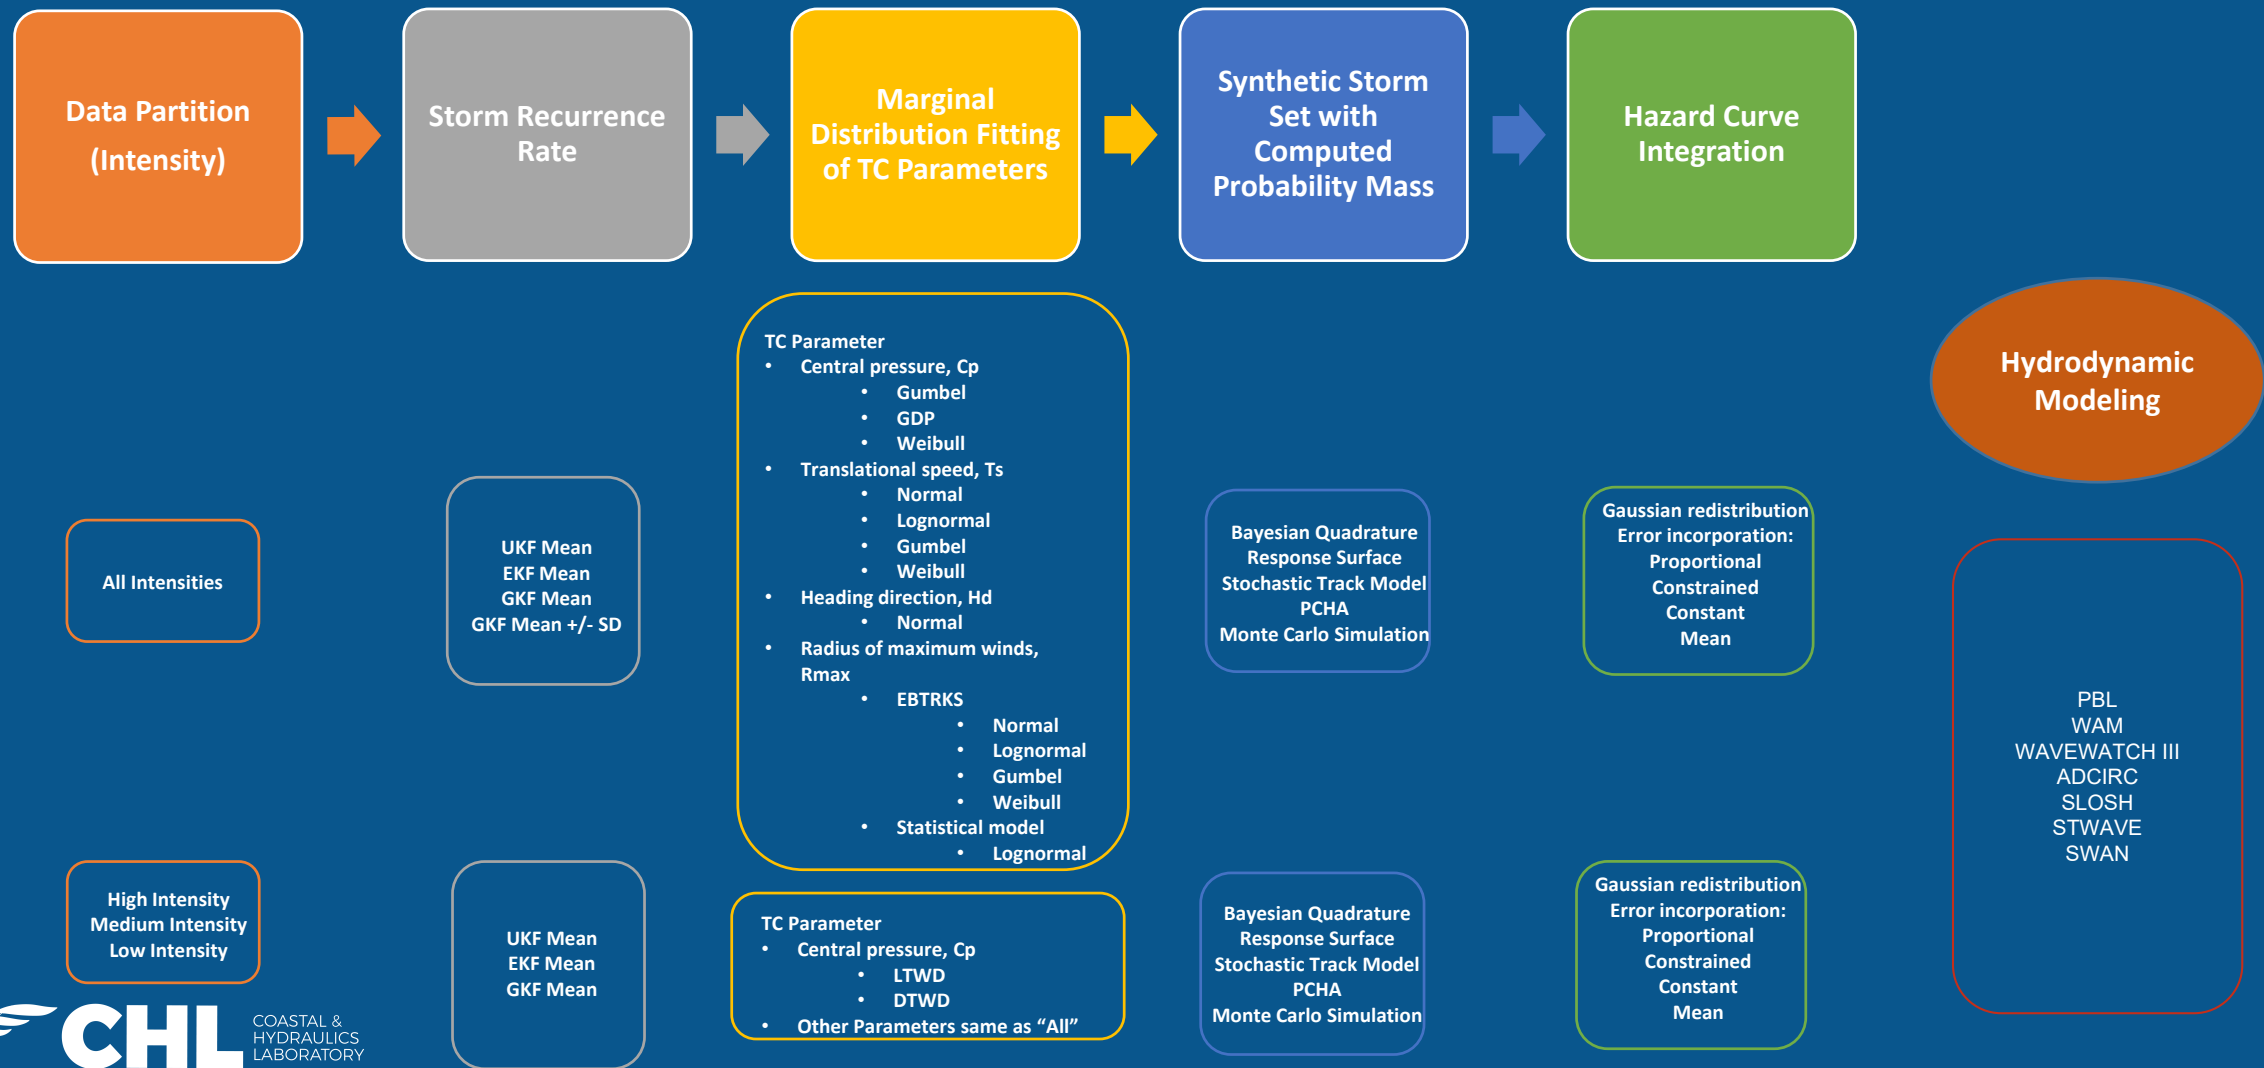 Data Partition
(Intensity)
Storm Recurrence
Rate
Marginal
Distribution Fitting
of TC Parameters
Synthetic Storm
Set with
Computed
Probability Mass
Hazard Curve
Integration
Hydrodynamic
Modeling
All Intensities
UKF Mean
EKF Mean
GKF Mean
GKF Mean +/- SD
TC Parameter
• Central pressure, Cp
• Gumbel
• GDP
• Weibull
• Translational speed, Ts
• Normal
• Lognormal
• Gumbel
• Weibull
• Heading direction, Hd
• Normal
• Radius of maximum winds,
Rmax
• EBTRKS
• Normal
• Lognormal
• Gumbel
• Weibull
• Statistical model
• Lognormal
Bayesian Quadrature
Response Surface
Stochastic Track Model
PCHA
Monte Carlo Simulation
Gaussian redistribution
Error incorporation:
Proportional
Constrained
Constant
Mean
PBL
WAM
WAVEWATCH III
ADCIRC
SLOSH
STWAVE
SWAN
High Intensity
Medium Intensity
Low Intensity
UKF Mean
EKF Mean
GKF Mean
TC Parameter
• Central pressure, Cp
• LTWD
• DTWD
• Other Parameters same as “All”
Bayesian Quadrature
Response Surface
Stochastic Track Model
PCHA
Monte Carlo Simulation
Gaussian redistribution
Error incorporation:
Proportional
Constrained
Constant
Mean
CHL
COASTAL &
HYDRAULICS
LABORATORY